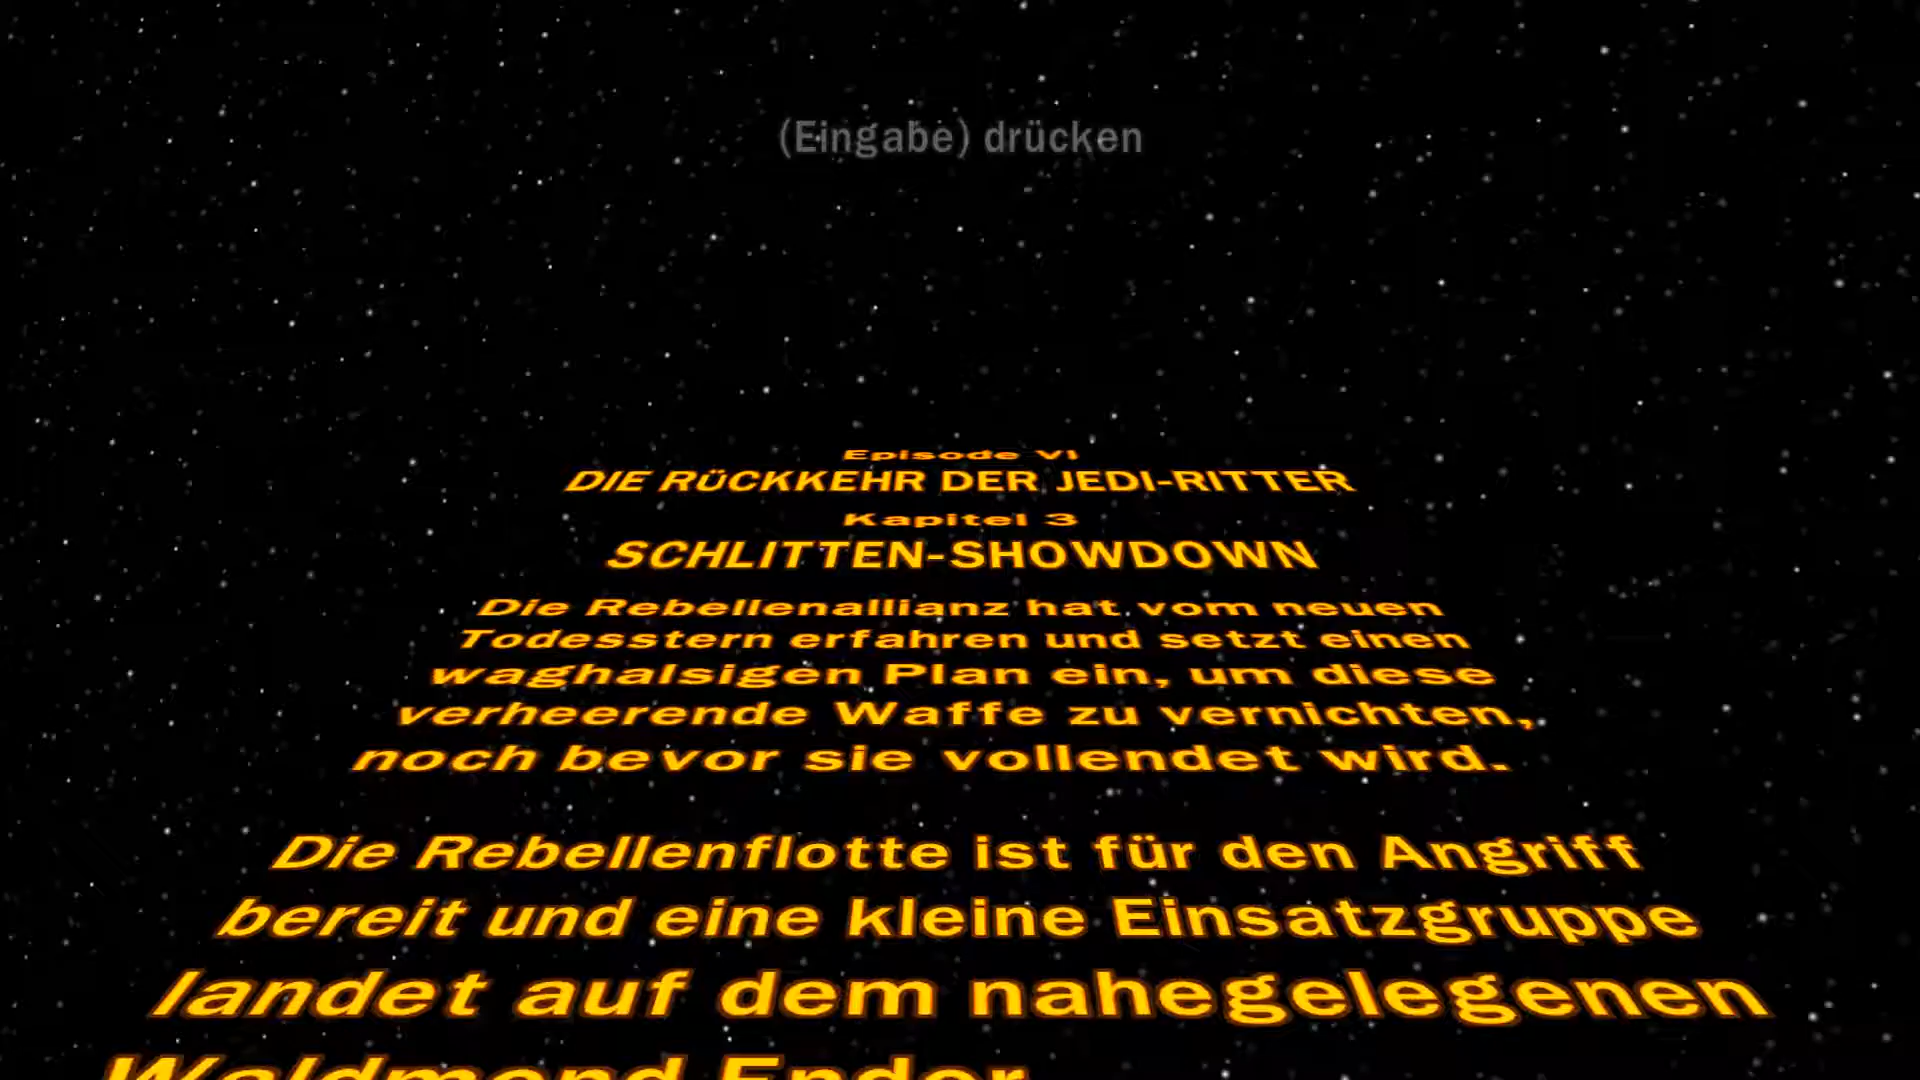 (Eingabe) drücken
Episode VI
DIE RÜCKKEHR DER JEDI-RITTER
Kapitel 3
SCHLITTEN-SHOWDOWN
Die Rebellenallianz hat vom neuen
Todesstern erfahren und setzt einen
waghalsigen Plan ein, um diese
verheerende Waffe zu vernichten,
noch bevor sie vollendet wird.
Die Rebellenflotte ist für den Angriff
bereit und eine kleine Einsatzgruppe
landet auf dem nahegelegenen
Waldmond Endor